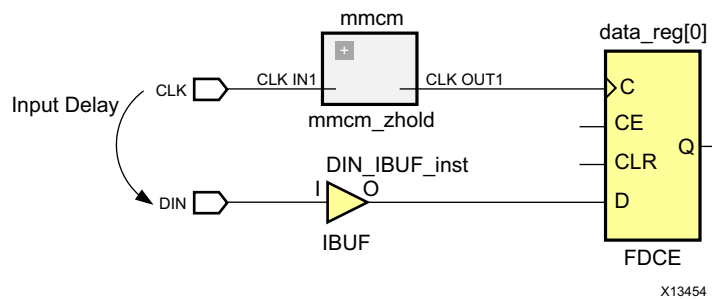 mmcm
data_reg[0]
+
CLK
CLK IN1
CLK OUT1
C
Input Delay
mmcm_zhold
CE
Q
CLR
DIN_IBUF_inst
DIN
I
O
D
IBUF
FDCE
X13454